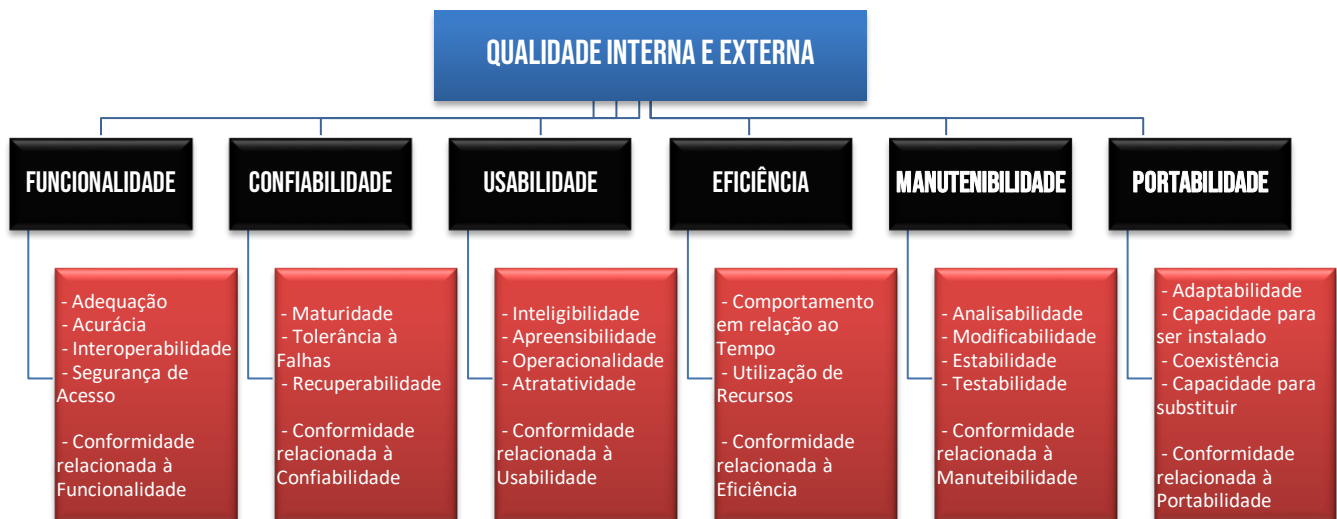 QUALIDADE INTERNA E EXTERNA
FUNCIONALIDADE
CONFIABILIDADE
USABILIDADE
EFICIÊNCIA
MANUTENIBILIDADE
PORTABILIDADE
- Adequação
- Acurácia
- Interoperabilidade
- Segurança de
Acesso
- Conformidade
relacionada à
Funcionalidade
- Maturidade
- Tolerância à
Falhas
- Recuperabilidade
- Conformidade
relacionada à
Confiabilidade
- Inteligibilidade
- Apreensibilidade
- Operacionalidade
- Atratatividade
- Conformidade
relacionada à
Usabilidade
- Comportamento
em relação ao
Tempo
- Utilização de
Recursos
- Conformidade
relacionada à
Eficiência
- Analisabilidade
- Modificabilidade
- Estabilidade
- Testabilidade
- Conformidade
relacionada à
Manuteibilidade
- Adaptabilidade
- Capacidade para
ser instalado
- Coexistência
- Capacidade para
substituir
- Conformidade
relacionada à
Portabilidade